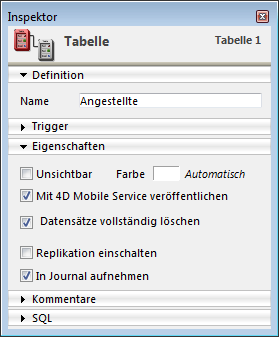 Inspektor
Tabelle Tabelle 1
Definition
Name Angestellte
Trigger
Eigenschaften
Unsichtbar Farbe Automatisch
Mit 4D Mobile Service veröffentlichen
Datensätze vollständig löschen
Replikation einschalten
In Journal aufnehmen
Kommentare
SQL